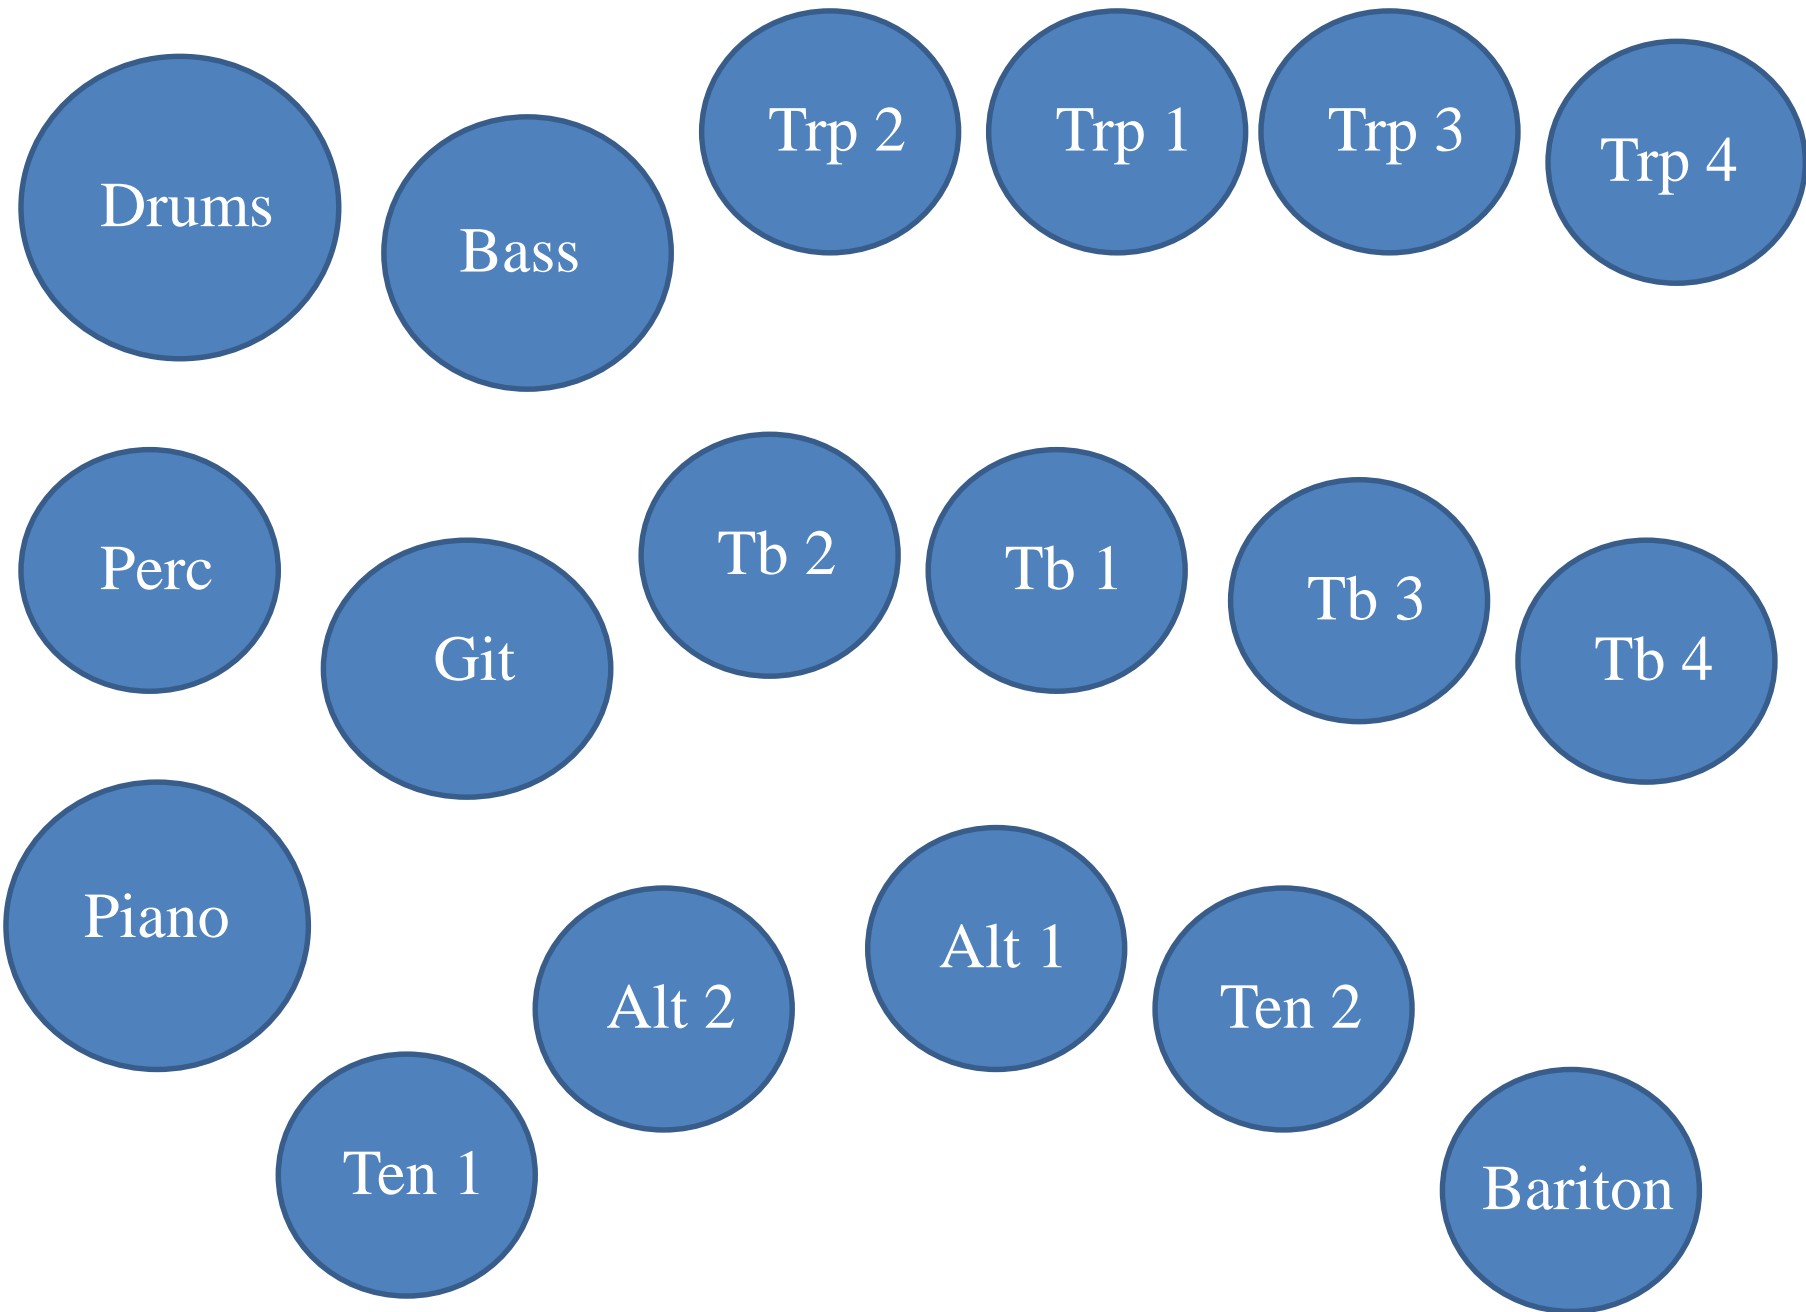 Drums
Bass
Trp 2
Trp 1
Trp 3
Trp 4
Perc
Git
Tb 2
Tb 1
Tb 3
Tb 4
Piano
Ten 1
Alt 2
Alt 1
Ten 2
Bariton